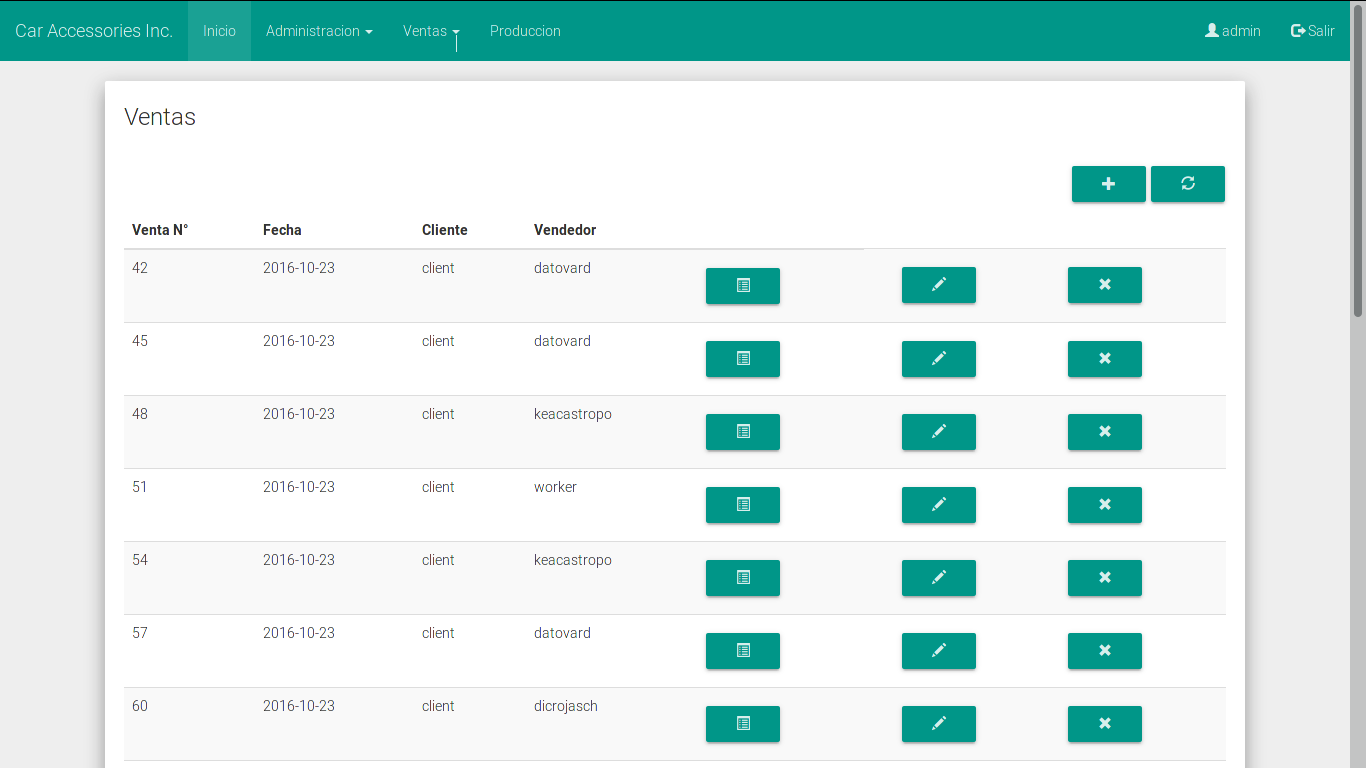 Car Accessories Inc. Inicio Administracion Ventas Produccion admin Salir
Ventas
Venta N° Fecha Cliente Vendedor
42 2016-10-23 client datovard
45 2016-10-23 client datovard
48 2016-10-23 client keacastropo
51 2016-10-23 client worker
54 2016-10-23 client keacastropo
57 2016-10-23 client datovard
60 2016-10-23 client dicrojasch